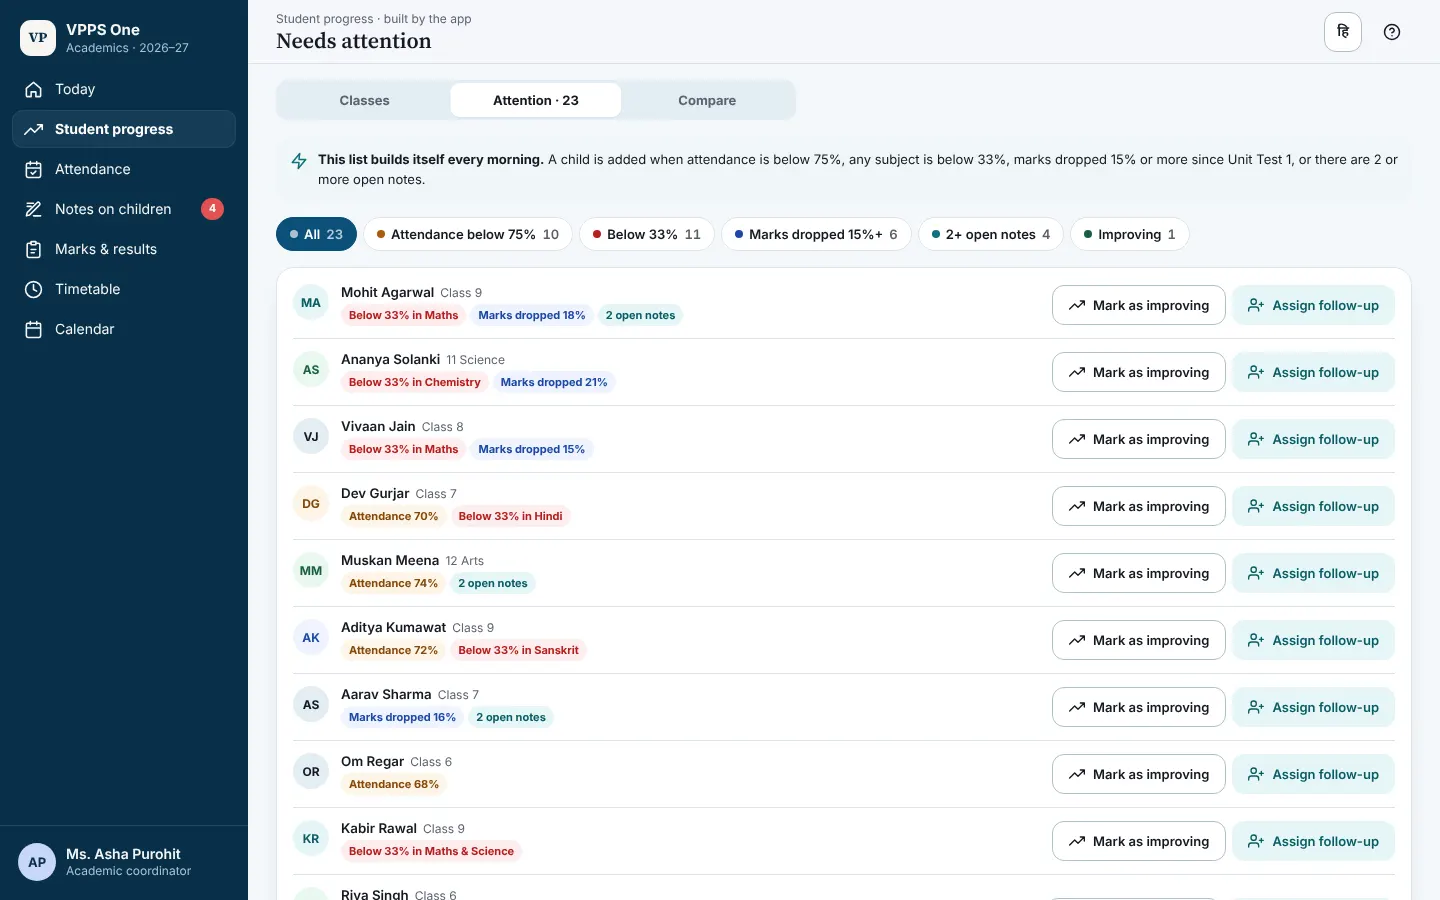 VP
VPPS One
Academics · 2026–27
Today
Student progress
Attendance
Notes on children 4
Marks & results
Timetable
Calendar
AP
Ms. Asha Purohit
Academic coordinator
Student progress · built by the app
Needs attention
हि
Classes
Attention · 23
Compare
This list builds itself every morning. A child is added when attendance is below 75%, any subject is below 33%, marks dropped 15% or more since Unit Test 1, or there are 2 or
more open notes.
All 23
Attendance below 75% 10
Below 33% 11
Marks dropped 15%+ 6
2+ open notes 4
Improving 1
MA
Mohit Agarwal Class 9
Below 33% in Maths Marks dropped 18% 2 open notes
Mark as improving
Assign follow-up
AS
Ananya Solanki 11 Science
Below 33% in Chemistry Marks dropped 21%
Mark as improving
Assign follow-up
VJ
Vivaan Jain Class 8
Below 33% in Maths Marks dropped 15%
Mark as improving
Assign follow-up
DG
Dev Gurjar Class 7
Attendance 70% Below 33% in Hindi
Mark as improving
Assign follow-up
MM
Muskan Meena 12 Arts
Attendance 74% 2 open notes
Mark as improving
Assign follow-up
AK
Aditya Kumawat Class 9
Attendance 72% Below 33% in Sanskrit
Mark as improving
Assign follow-up
AS
Aarav Sharma Class 7
Marks dropped 16% 2 open notes
Mark as improving
Assign follow-up
OR
Om Regar Class 6
Attendance 68%
Mark as improving
Assign follow-up
KR
Kabir Rawal Class 9
Below 33% in Maths & Science
Mark as improving
Assign follow-up
Riya Singh Class 6